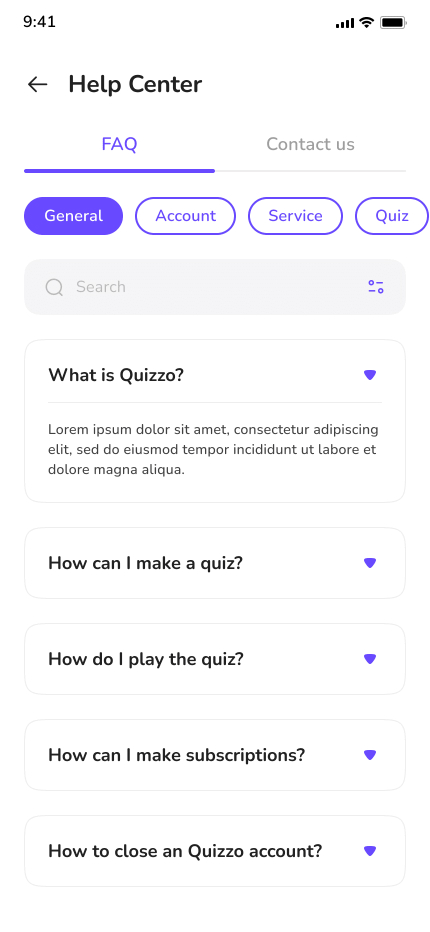 9:41
Help Center
FAQ
Contact us
General
Account
Service
Quiz
Search
What is Quizzo?
Lorem ipsum dolor sit amet, consectetur adipiscing
elit, sed do eiusmod tempor incididunt ut labore et
dolore magna aliqua.
How can I make a quiz?
How do I play the quiz?
How can I make subscriptions?
How to close an Quizzo account?